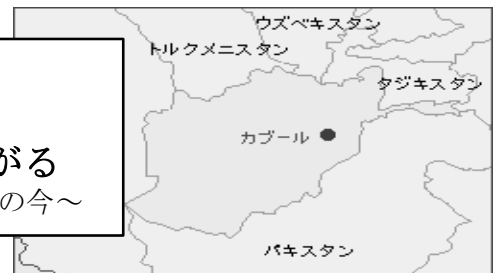 ウズベキスタン
トルクメニスタン
タジキスタン
カブール
がる
の今～
パキスタン